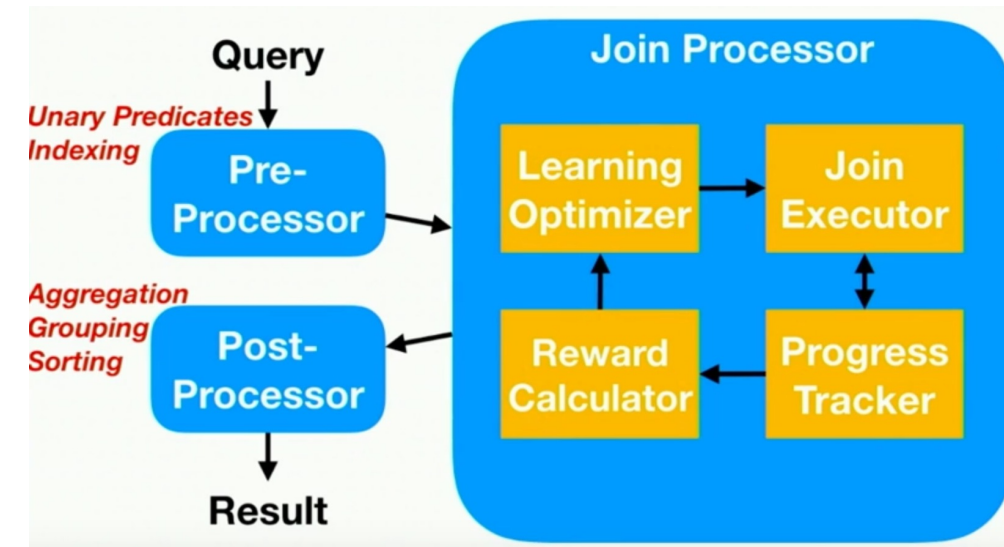 Query
Unary Predicates
Indexing
Pre-
Processor
Aggregation
Grouping
Sorting
Post-
Processor
Result
Join Processor
Learning
Optimizer
Join
Executor
Reward
Calculator
Progress
Tracker